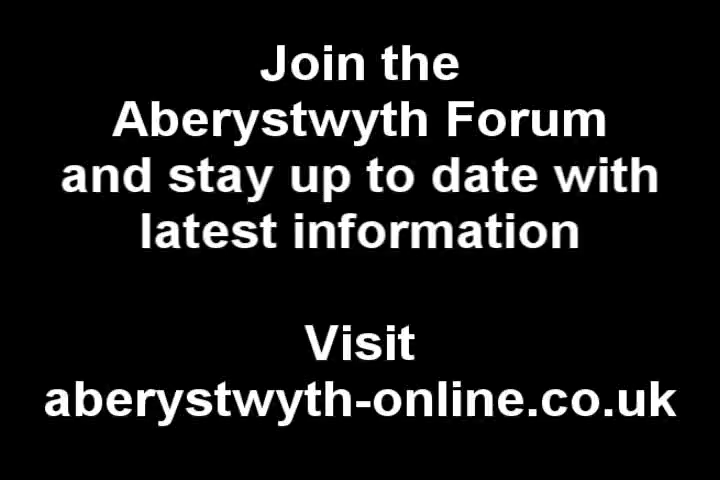 Join the
Aberystwyth Forum
and stay up to date with
latest information
Visit
aberystwyth-online.co.uk